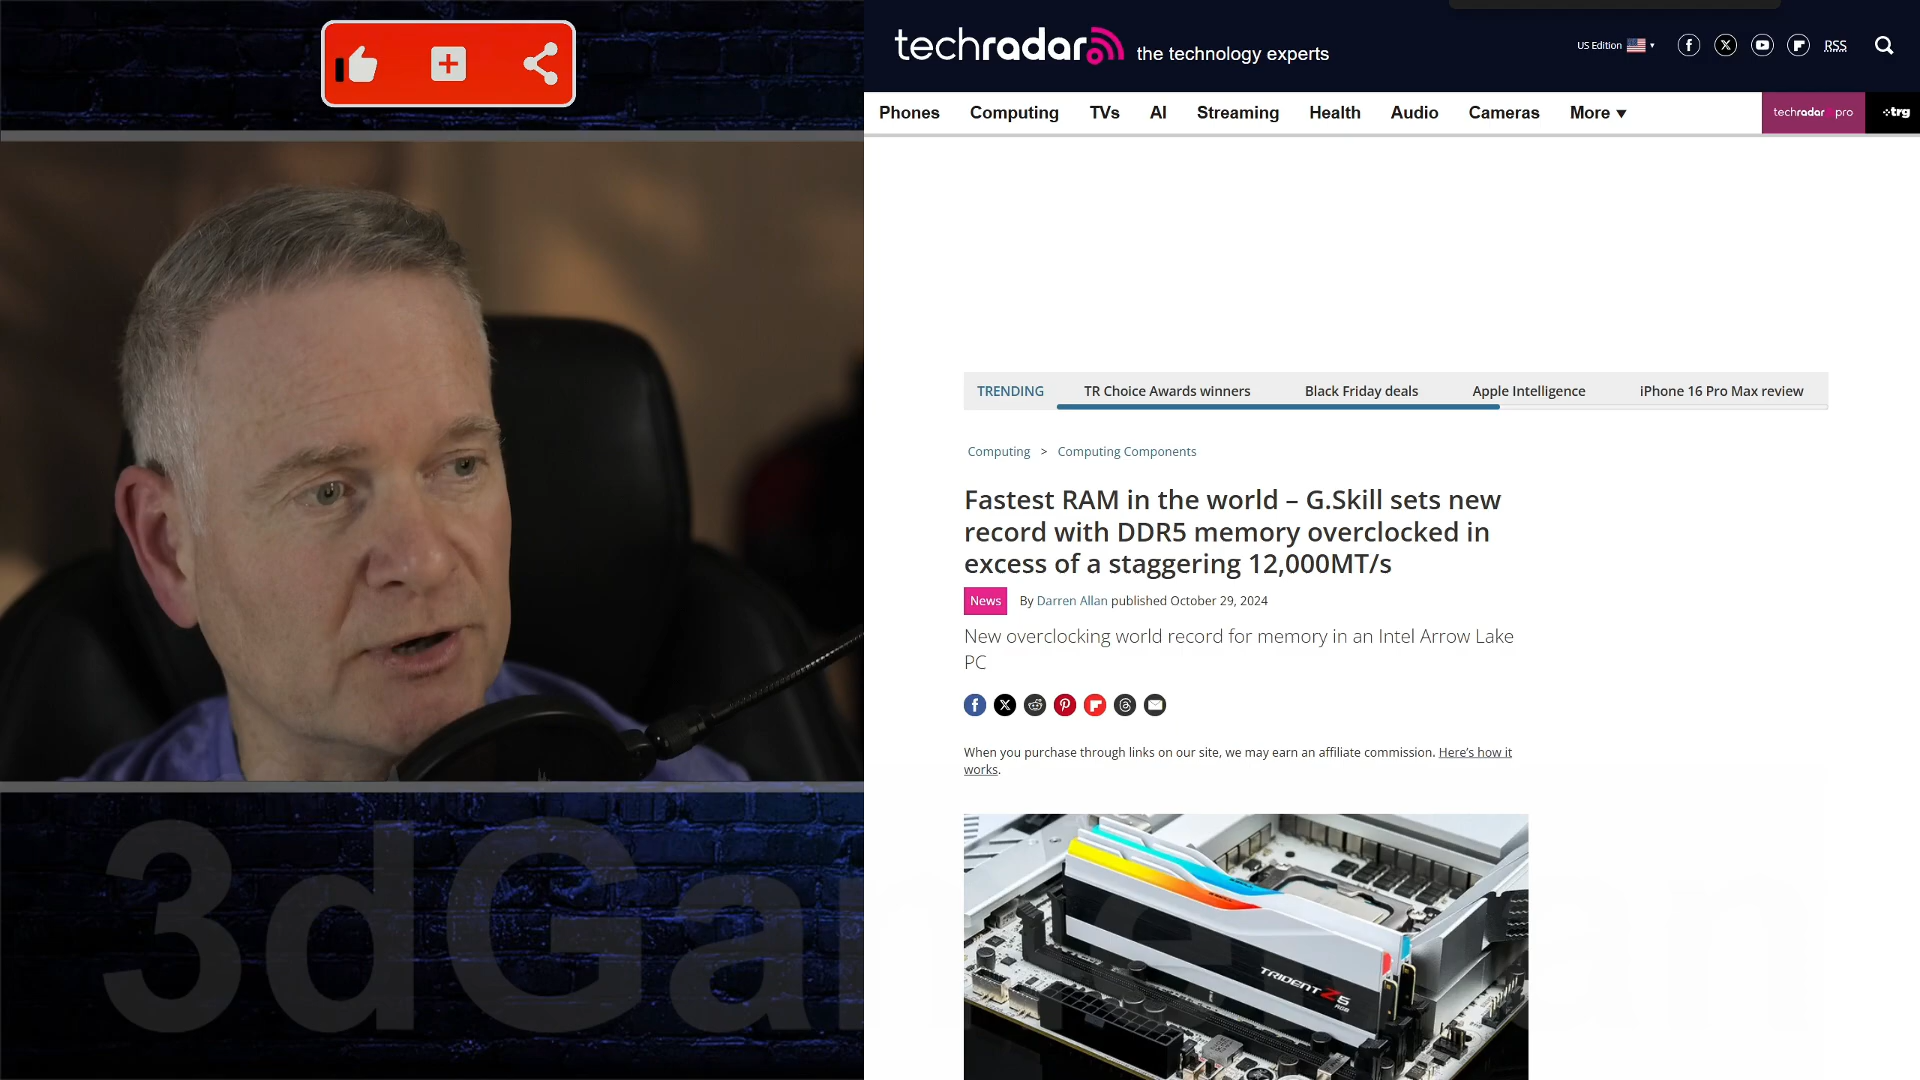 techradar the technology experts
US Edition
RSS
Phones Computing TVs AI Streaming Health Audio Cameras More ▼
techradar pro
trg
TRENDING TR Choice Awards winners Black Friday deals Apple Intelligence iPhone 16 Pro Max review
Computing > Computing Components
Fastest RAM in the world – G.Skill sets new
record with DDR5 memory overclocked in
excess of a staggering 12,000MT/s
News By Darren Allan published October 29, 2024
New overclocking world record for memory in an Intel Arrow Lake
PC
When you purchase through links on our site, we may earn an affiliate commission. Here's how it
works.
TRIDENT Z5
RGB
3dGam